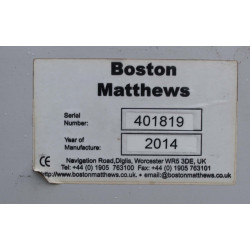 Boston
Matthews
Serial
Number: 401819
Year of
Manufacture: 2014
CE Navigation Road, Diglis, Worcester WR5 3DE, UK
Tel: +44 (0) 1905 763100 Fax: +44 (0) 1905 763101
http://www.bostonmatthews.co.uk • email:@bostonmatthews.co.uk